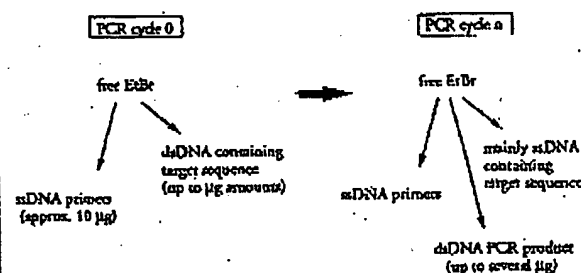 PCR cycle 0
free EtBr
dsDNA containing
target sequence
(up to µg amounts)
ssDNA primers
(approx. 10 µg)
PCR cycle n
free EtBr
mainly ssDNA
containing
target sequence
ssDNA primers
dsDNA PCR product
(up to several µg)